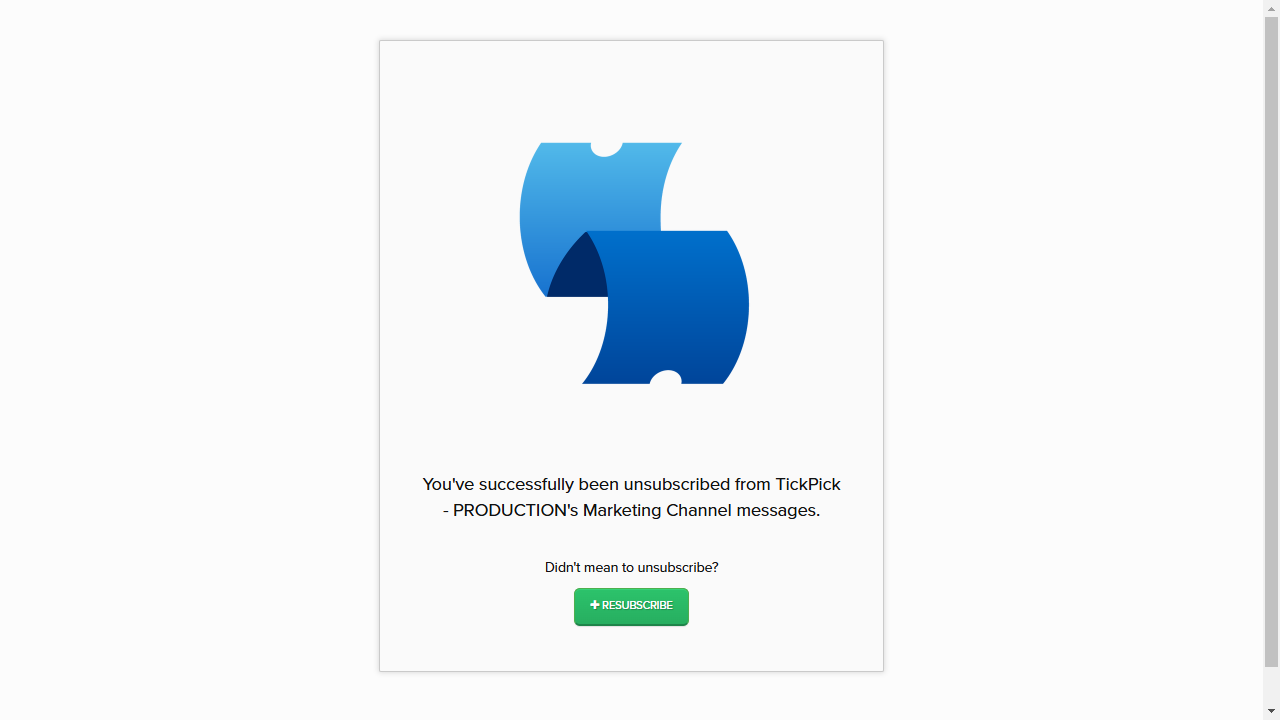 You've successfully been unsubscribed from TickPick
- PRODUCTION's Marketing Channel messages.
Didn't mean to unsubscribe?
RESUBSCRIBE